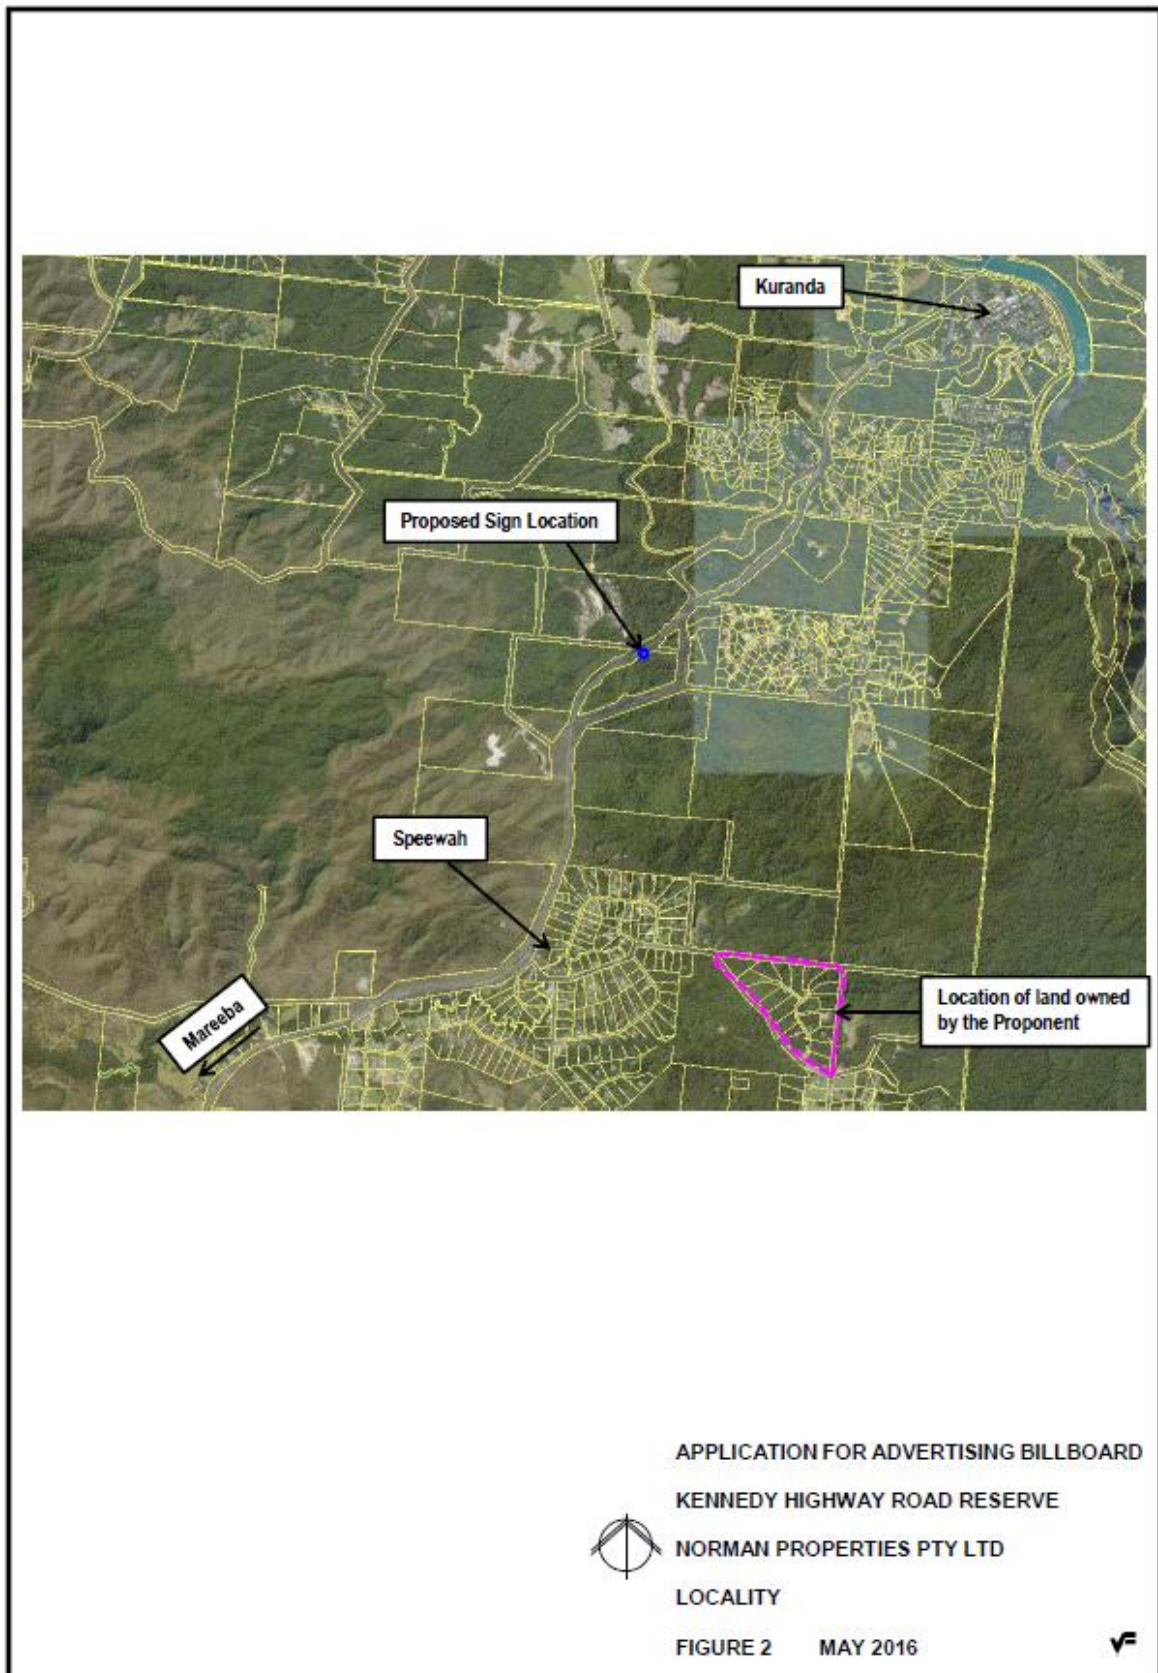 Kuranda
Proposed Sign Location
Speewah
Mareeba
Location of land owned
by the Proponent
APPLICATION FOR ADVERTISING BILLBOARD
KENNEDY HIGHWAY ROAD RESERVE
NORMAN PROPERTIES PTY LTD
LOCALITY
FIGURE 2 MAY 2016